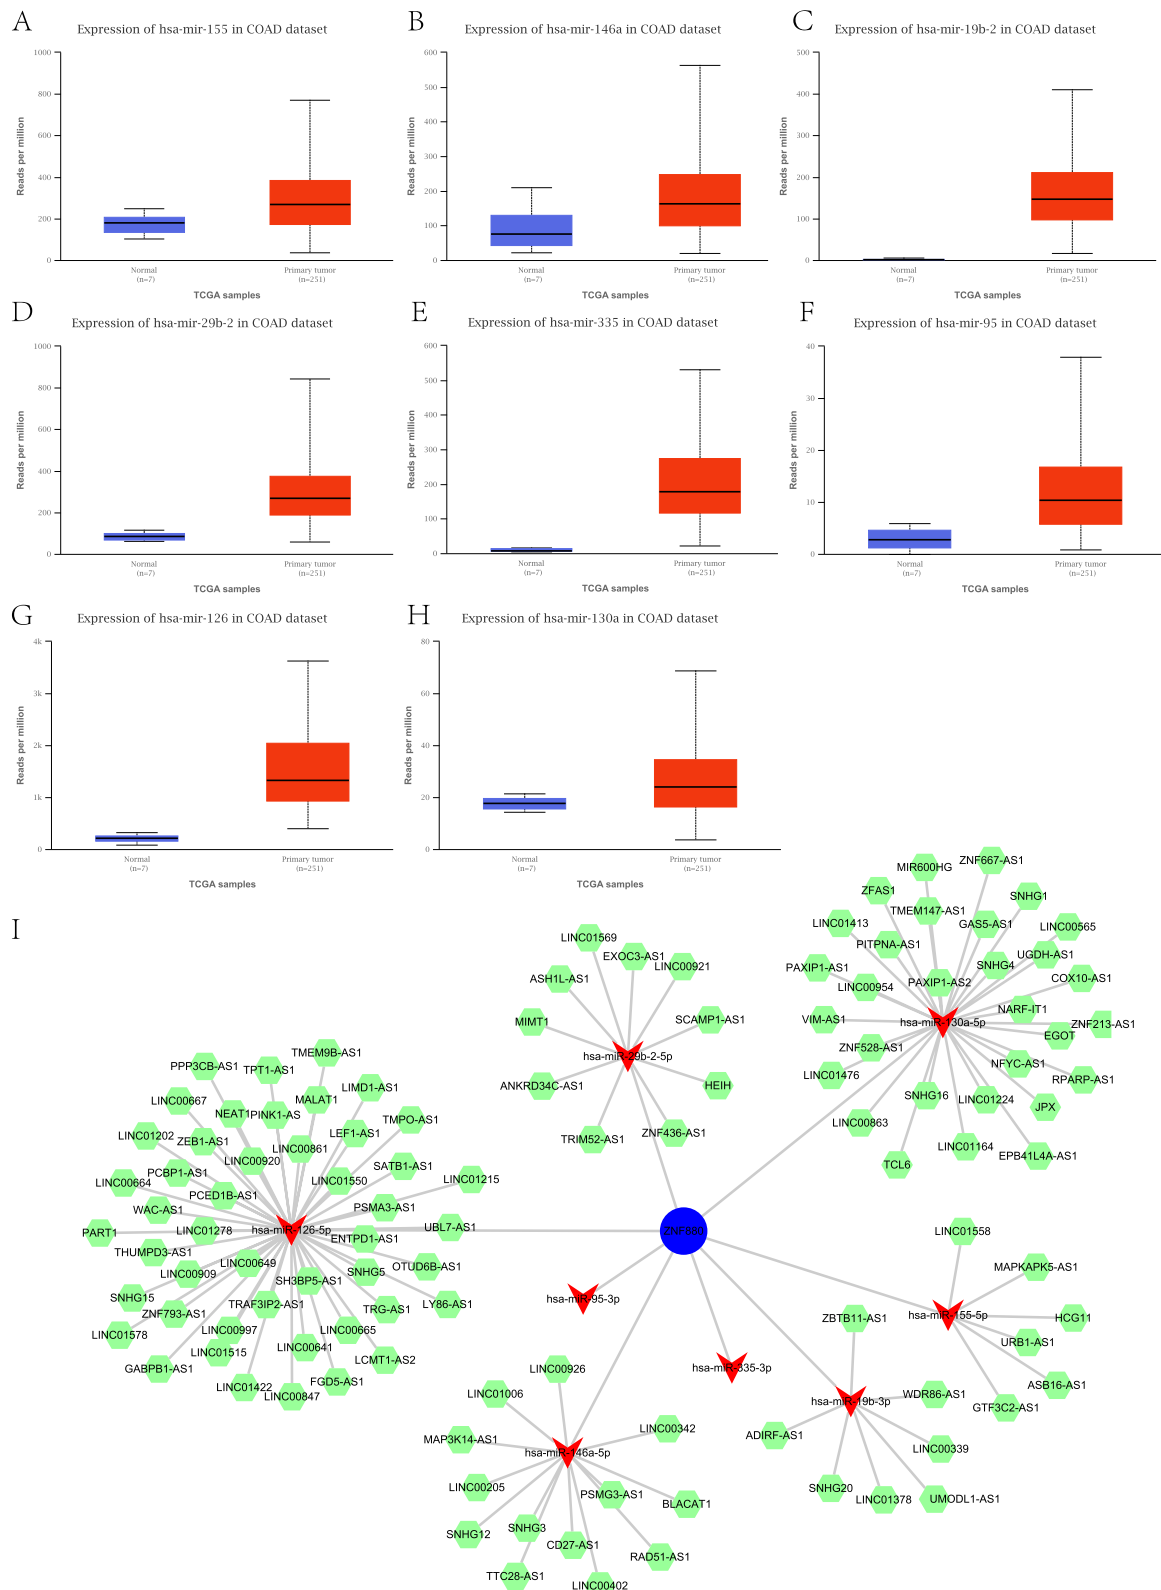 A
Expression of hsa-mir-155 in COAD dataset
Reads per million
1000
800
600
400
200
0
Normal
(n=7)
Primary tumor
(n=251)
TCGA samples
B
Expression of hsa-mir-146a in COAD dataset
Reads per million
600
500
400
300
200
100
0
Normal
(n=7)
Primary tumor
(n=251)
TCGA samples
C
Expression of hsa-mir-19b-2 in COAD dataset
Reads per million
500
400
300
200
100
0
Normal
(n=7)
Primary tumor
(n=251)
TCGA samples
D
Expression of hsa-mir-29b-2 in COAD dataset
Reads per million
1000
800
600
400
200
0
Normal
(n=7)
Primary tumor
(n=251)
TCGA samples
E
Expression of hsa-mir-335 in COAD dataset
Reads per million
600
500
400
300
200
100
0
Normal
(n=7)
Primary tumor
(n=251)
TCGA samples
F
Expression of hsa-mir-95 in COAD dataset
Reads per million
40
30
20
10
0
Normal
(n=7)
Primary tumor
(n=251)
TCGA samples
G
Expression of hsa-mir-126 in COAD dataset
Reads per million
4k
3k
2k
1k
0
Normal
(n=7)
Primary tumor
(n=251)
TCGA samples
H
Expression of hsa-mir-130a in COAD dataset
Reads per million
80
60
40
20
0
Normal
(n=7)
Primary tumor
(n=251)
TCGA samples
I
TMEM9B-AS1
PPP3CB-AS1
TPT1-AS1
LIMD1-AS1
LINC00667
MALAT1
NEAT1
PINK1-AS
TMPO-AS1
LINC01202
ZEB1-AS1
LEF1-AS1
LINC00861
LINC00920
SATB1-AS1
PCBP1-AS1
LINC00664
PCED1B-AS1
LINC01550
LINC01215
WAC-AS1
PSMA3-AS1
PART1
LINC01278
hsa-miR-126-5p
UBL7-AS1
ENTPD1-AS1
THUMPD3-AS1
LINC00649
OTUD6B-AS1
LINC00909
SNHG5
SH3BP5-AS1
SNHG15
ZNF793-AS1
TRAF3IP2-AS1
TRG-AS1
LY86-AS1
LINC01578
LINC00997
LINC00665
LINC01515
LINC00641
LCMT1-AS2
GABPB1-AS1
FGD5-AS1
LINC01422
LINC00847
LINC01569
EXOC3-AS1
LINC00921
ASH1L-AS1
MIMT1
SCAMP1-AS1
hsa-miR-29b-2-5p
ANKRD34C-AS1
HEIH
TRIM52-AS1
ZNF436-AS1
MIR600HG
ZNF667-AS1
ZFAS1
SNHG1
TMEM147-AS1
LINC01413
GAS5-AS1
LINC00565
PITPNA-AS1
UGDH-AS1
PAXIP1-AS1
SNHG4
COX10-AS1
LINC00954
PAXIP1-AS2
NARF-IT1
VIM-AS1
hsa-miR-130a-5p
ZNF213-AS1
EGOT
ZNF528-AS1
NFYC-AS1
LINC01476
RPARP-AS1
SNHG16
LINC01224
JPX
LINC00863
LINC01164
EPB41L4A-AS1
TCL6
ZNF880
hsa-miR-95-3p
hsa-miR-335-3p
LINC01558
MAPKAPK5-AS1
hsa-miR-155-5p
HCG11
URB1-AS1
ASB16-AS1
GTF3C2-AS1
ZBTB11-AS1
WDR86-AS1
hsa-miR-19b-3p
ADIRF-AS1
LINC00339
SNHG20
LINC01378
UMODL1-AS1
LINC00926
LINC01006
LINC00342
MAP3K14-AS1
hsa-miR-146a-5p
LINC00205
PSMG3-AS1
BLACAT1
SNHG12
SNHG3
CD27-AS1
RAD51-AS1
TTC28-AS1
LINC00402